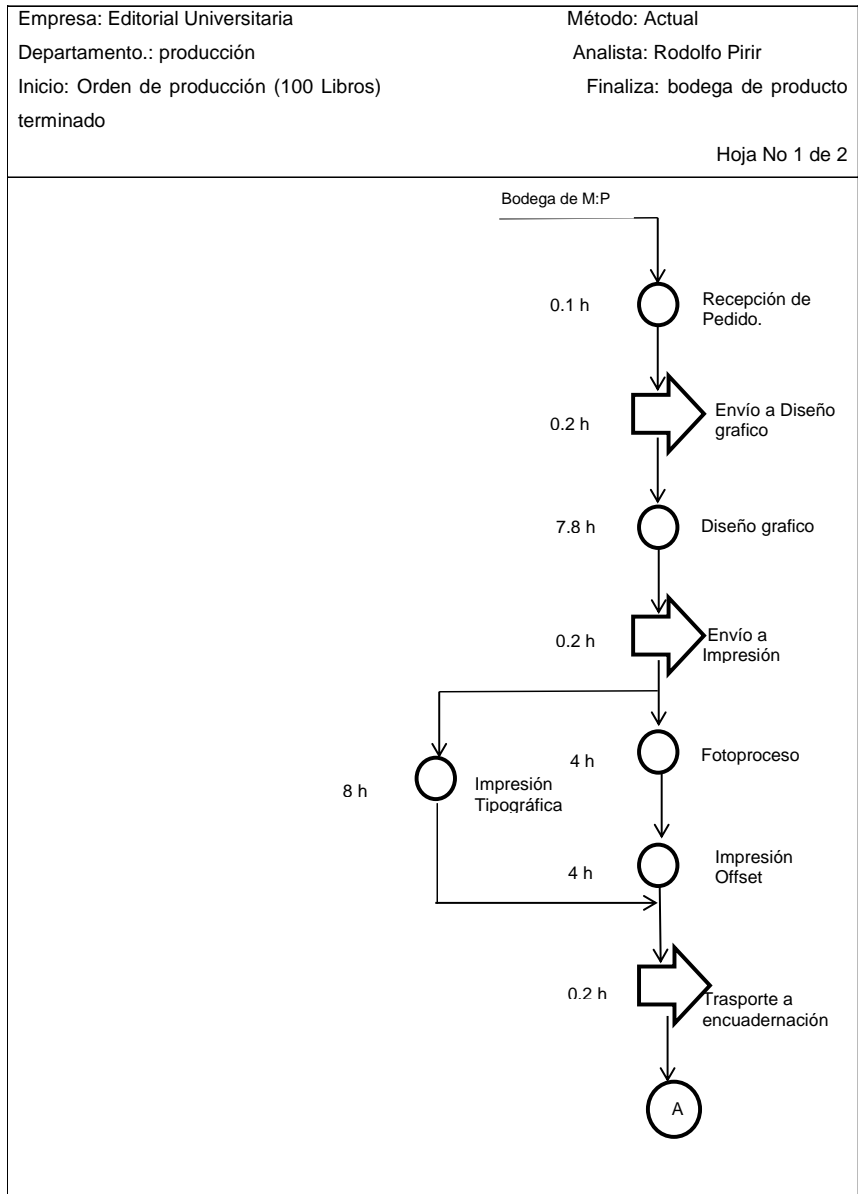 Empresa: Editorial Universitaria Método: Actual
Departamento.: producción Analista: Rodolfo Pirir
Inicio: Orden de producción (100 Libros) Finaliza: bodega de producto
terminado
Hoja No 1 de 2
Bodega de M:P
0.1 h
Recepción de
Pedido.
0.2 h
Envío a Diseño
grafico
7.8 h
Diseño grafico
0.2 h
Envío a
Impresión
8 h
Impresión
Tipográfica
4 h
Fotoproceso
4 h
Impresión
Offset
0.2 h
Trasporte a
encuadernación
A